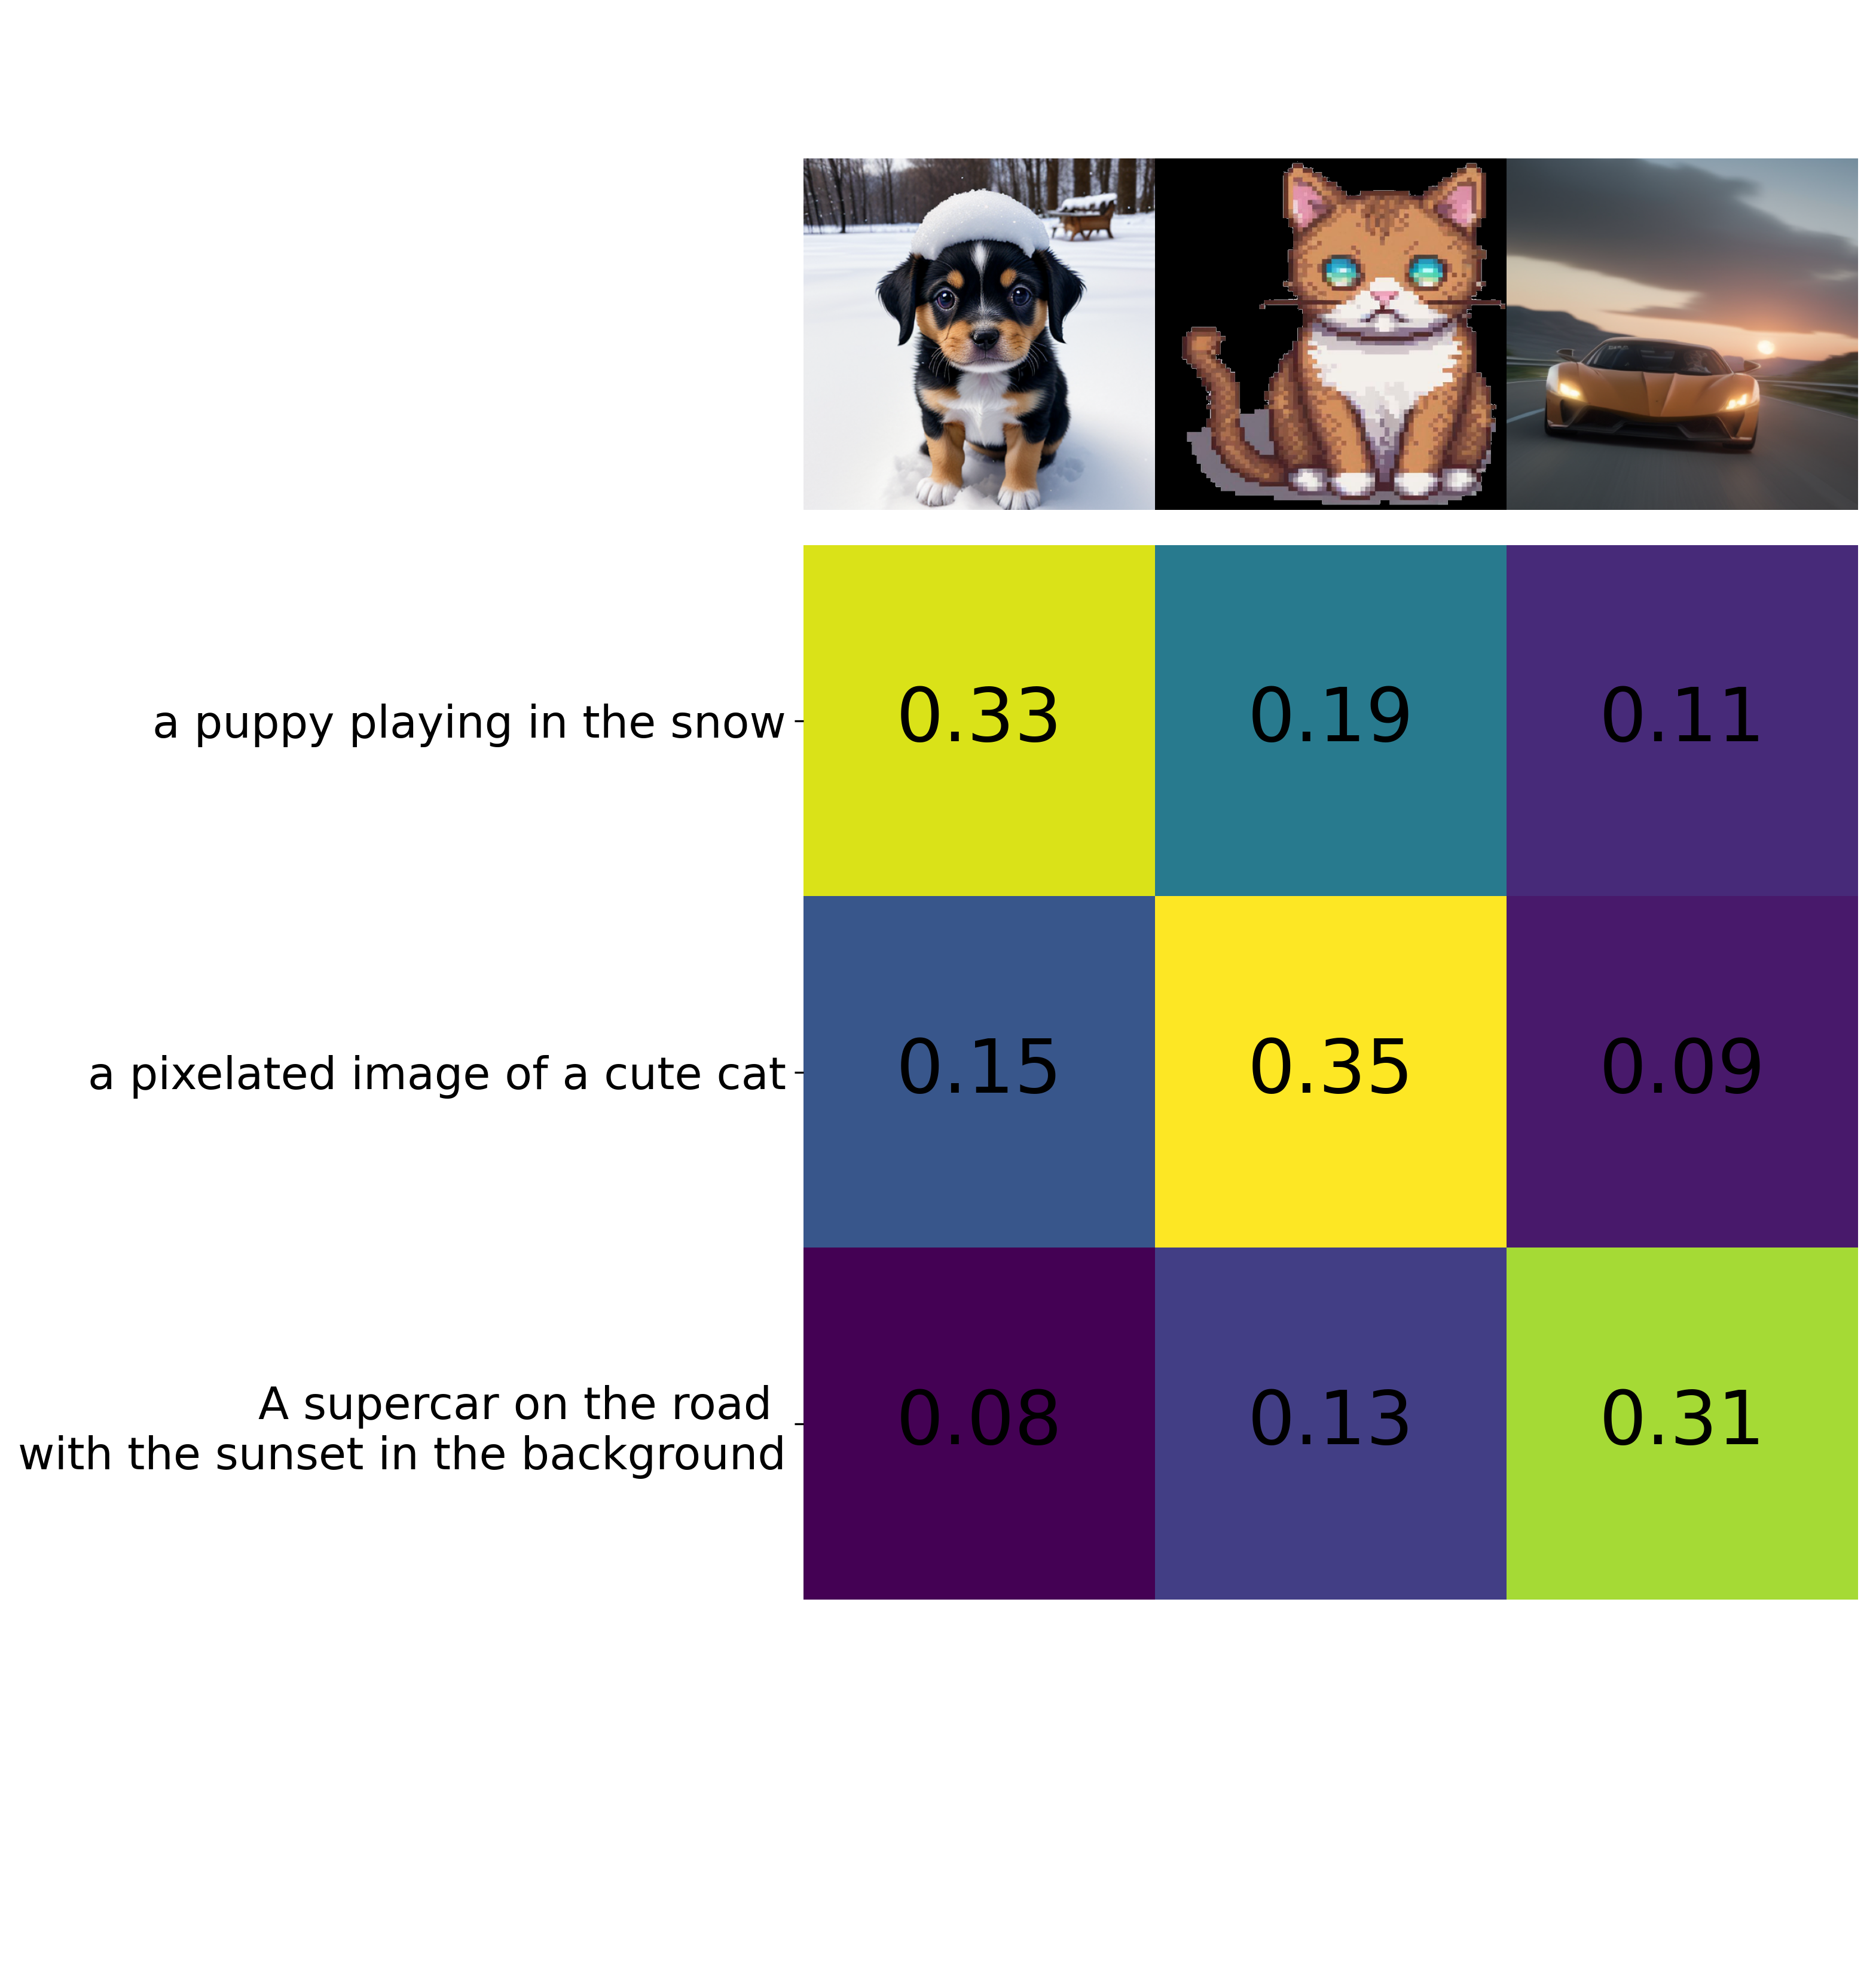 a puppy playing in the snow
0.33 0.19 0.11
a pixelated image of a cute cat
0.15 0.35 0.09
A supercar on the road
with the sunset in the background
0.08 0.13 0.31